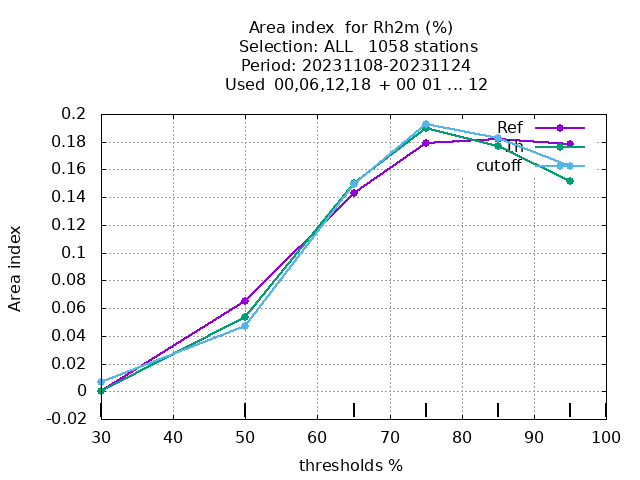 Area index  for Rh2m (%)
Selection: ALL   1058 stations
Period: 20231108-20231124
Used  00,06,12,18  + 00 01 ... 12
0.2
0.18
0.16
0.14
0.12
0.1
0.08
0.06
0.04
0.02
0
-0.02
Area index
Ref
cutoff
30 40 50 60 70 80 90 100
thresholds %